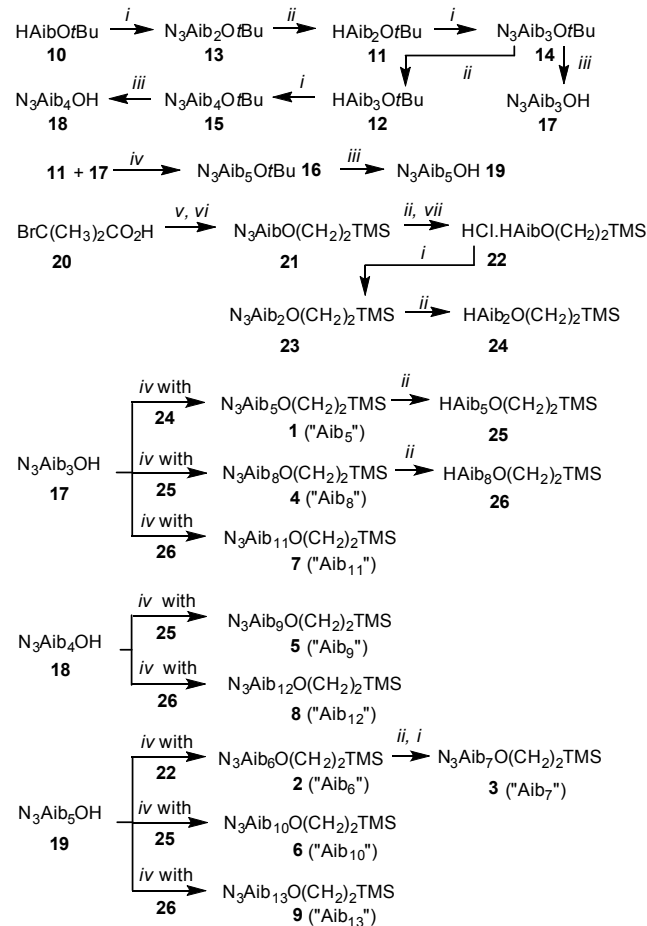 HAibOtBu i N₃Aib₂OtBu ii HAib₂OtBu i N₃Aib₃OtBu
10 13 11 14
ii iii
N₃Aib₄OH iii N₃Aib₄OtBu i HAib₃OtBu N₃Aib₃OH
18 15 12 17
11 + 17 iv N₃Aib₅OtBu 16 iii N₃Aib₅OH 19
BrC(CH₃)₂CO₂H v, vi N₃AibO(CH₂)₂TMS ii, vii HCl.HAibO(CH₂)₂TMS
20 21 22
i
N₃Aib₂O(CH₂)₂TMS ii HAib₂O(CH₂)₂TMS
23 24
iv with N₃Aib₅O(CH₂)₂TMS ii HAib₅O(CH₂)₂TMS
24 1 ("Aib₅") 25
N₃Aib₃OH iv with N₃Aib₈O(CH₂)₂TMS ii HAib₈O(CH₂)₂TMS
17 25 4 ("Aib₈") 26
iv with N₃Aib₁₁O(CH₂)₂TMS
26 7 ("Aib₁₁")
iv with N₃Aib₉O(CH₂)₂TMS
25 5 ("Aib₉")
N₃Aib₄OH
18
iv with N₃Aib₁₂O(CH₂)₂TMS
26 8 ("Aib₁₂")
iv with N₃Aib₆O(CH₂)₂TMS ii, i N₃Aib₇O(CH₂)₂TMS
22 2 ("Aib₆") 3 ("Aib₇")
N₃Aib₅OH iv with N₃Aib₁₀O(CH₂)₂TMS
19 25 6 ("Aib₁₀")
iv with N₃Aib₁₃O(CH₂)₂TMS
26 9 ("Aib₁₃")